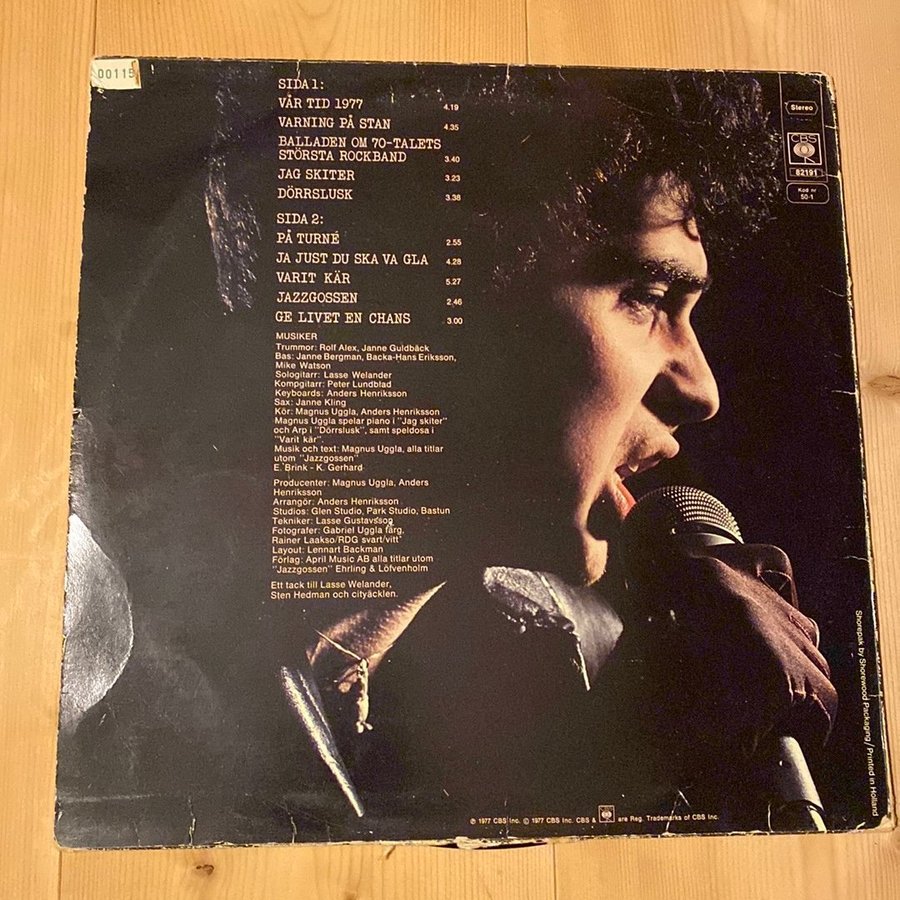 00115
SIDA 1:
VÅR TID 1977 4.19
VARNING PÅ STAN 4.35
BALLADEN OM 70-TALETS
STÖRSTA ROCKBAND 3.40
JAG SKITER 3.23
DÖRRSLUSK 3.38
SIDA 2:
PÅ TURNÉ 2.55
JA JUST DU SKA VA GLA 4.28
VARIT KÄR 5.27
JAZZGOSSEN 2.46
GE LIVET EN CHANS 3.00
MUSIKER
Trummor: Rolf Alex, Janne Guldbäck
Bas: Janne Bergman, Backa-Hans Eriksson,
Mike Watson
Sologitarr: Lasse Welander
Kompgitarr: Peter Lundblad
Keyboards: Anders Henriksson
Sax: Janne Kling
Kör: Magnus Uggla, Anders Henriksson
Magnus Uggla spelar piano i "Jag skiter"
och Arp i "Dörrslusk", samt speldosa i
"Varit kär".
Musik och text: Magnus Uggla, alla titlar
utom "Jazzgossen"
E. Brink - K. Gerhard
Producenter: Magnus Uggla, Anders
Henriksson
Arrangör: Anders Henriksson
Studios: Glen Studio, Park Studio, Bastun
Tekniker: Lasse Gustavsson
Fotografer: Gabriel Uggla färg,
Rainer Laakso/RDG svart/vitt
Layout: Lennart Backman
Förlag: April Music AB alla titlar utom
"Jazzgossen" Ehrling & Löfvenholm
Ett tack till Lasse Welander,
Sten Hedman och cityäcklen.
Stereo
CBS
82191
Kod nr
50-1
Shorepak by Shorewood Packaging/Printed in Holland
℗ 1977 CBS Inc. © 1977 CBS Inc. CBS & are Reg. Trademarks of CBS Inc.